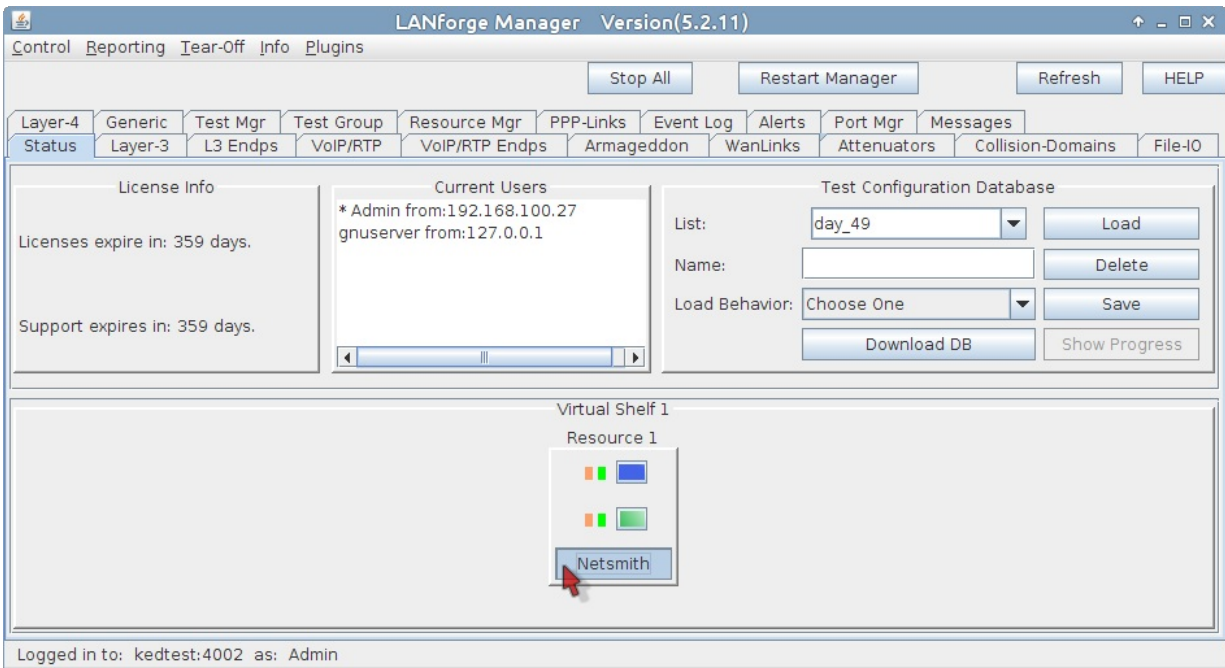 LANforge Manager Version(5.2.11)
Control Reporting Tear-Off Info Plugins
Stop All Restart Manager Refresh HELP
Layer-4 Generic Test Mgr Test Group Resource Mgr PPP-Links Event Log Alerts Port Mgr Messages
Status Layer-3 L3 Endps VoIP/RTP VoIP/RTP Endps Armageddon WanLinks Attenuators Collision-Domains File-IO
License Info
Licenses expire in: 359 days.
Support expires in: 359 days.
Current Users
* Admin from:192.168.100.27
gnuserver from:127.0.0.1
Test Configuration Database
List: day_49 Load
Name: Delete
Load Behavior: Choose One Save
Download DB Show Progress
Virtual Shelf 1
Resource 1
Netsmith
Logged in to: kedtest:4002 as: Admin